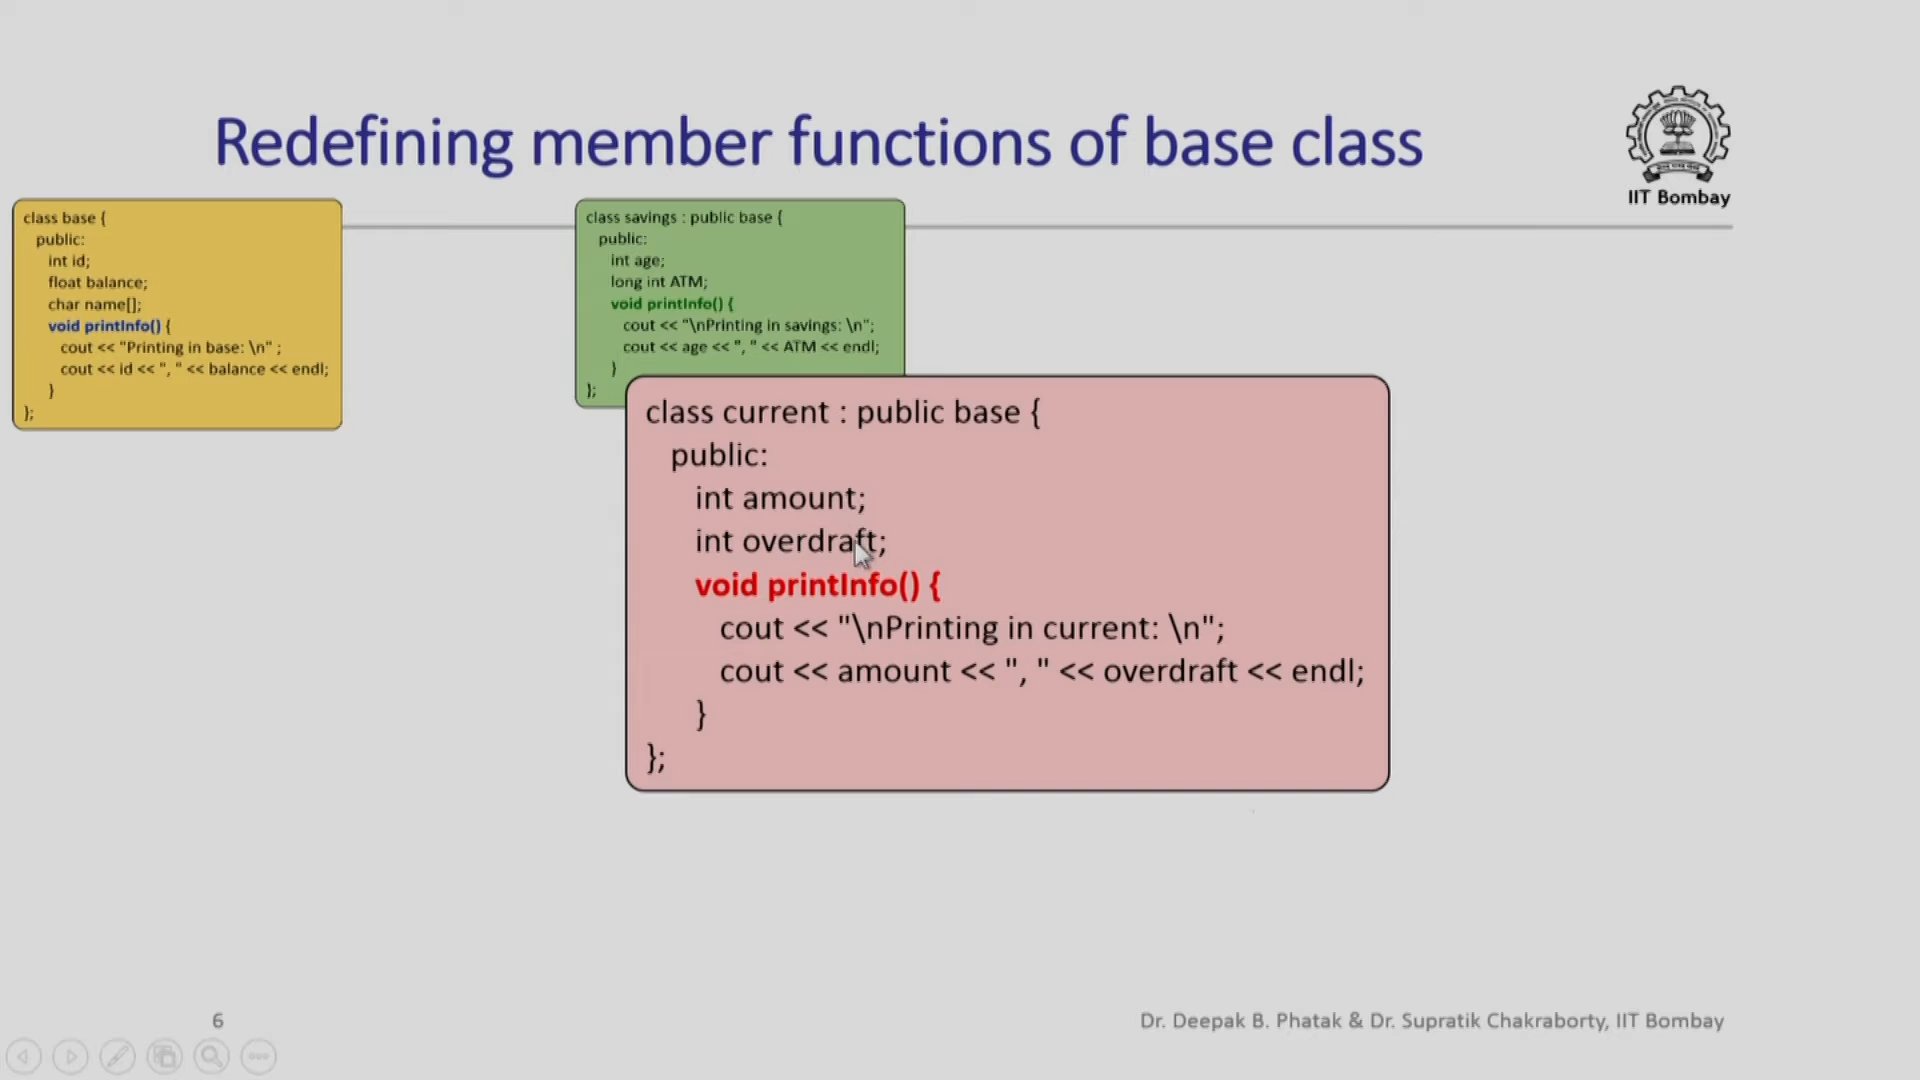 Redefining member functions of base class
IIT Bombay
class base {
public:
int id;
float balance;
char name[];
void printInfo() {
cout << "Printing in base: \n" ;
cout << id << ", " << balance << endl;
}
};
class savings : public base {
public:
int age;
long int ATM;
void printInfo() {
cout << "\nPrinting in savings: \n";
cout << age << ", " << ATM << endl;
}
};
class current : public base {
public:
int amount;
int overdraft;
void printInfo() {
cout << "\nPrinting in current: \n";
cout << amount << ", " << overdraft << endl;
}
};
6
Dr. Deepak B. Phatak & Dr. Supratik Chakraborty, IIT Bombay